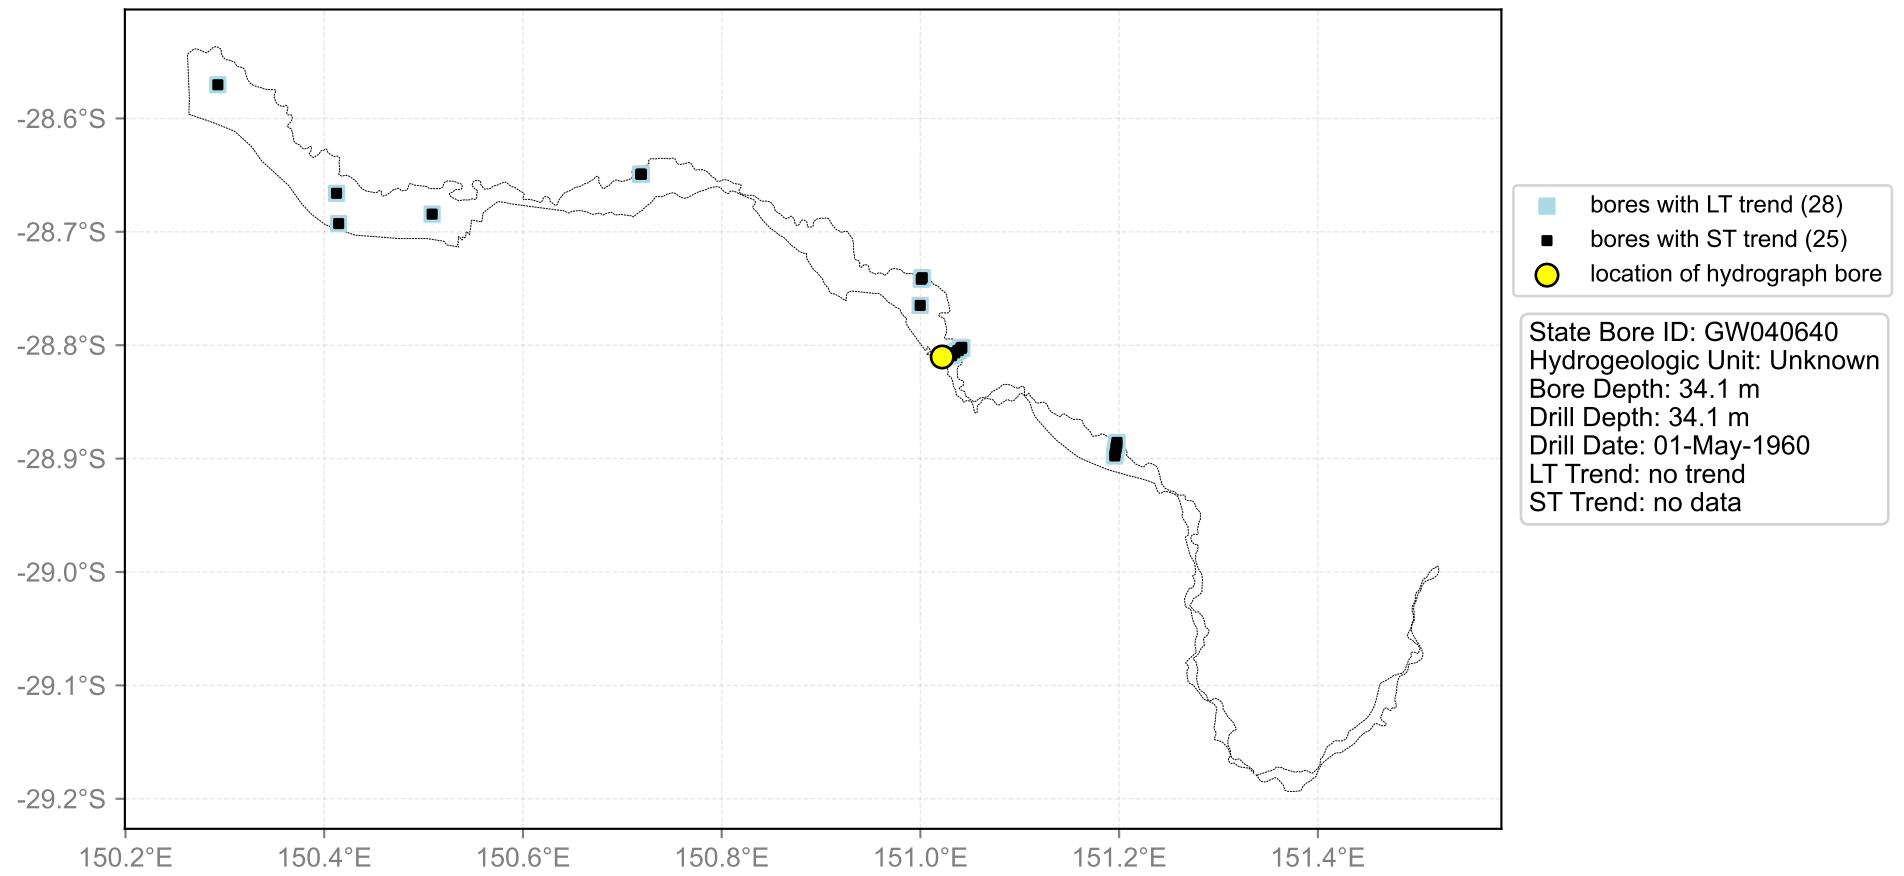 -28.6°S
-28.7°S
-28.8°S
-28.9°S
-29.0°S
-29.1°S
-29.2°S
150.2°E 150.4°E 150.6°E 150.8°E 151.0°E 151.2°E 151.4°E
bores with LT trend (28)
bores with ST trend (25)
location of hydrograph bore
State Bore ID: GW040640
Hydrogeologic Unit: Unknown
Bore Depth: 34.1 m
Drill Depth: 34.1 m
Drill Date: 01-May-1960
LT Trend: no trend
ST Trend: no data